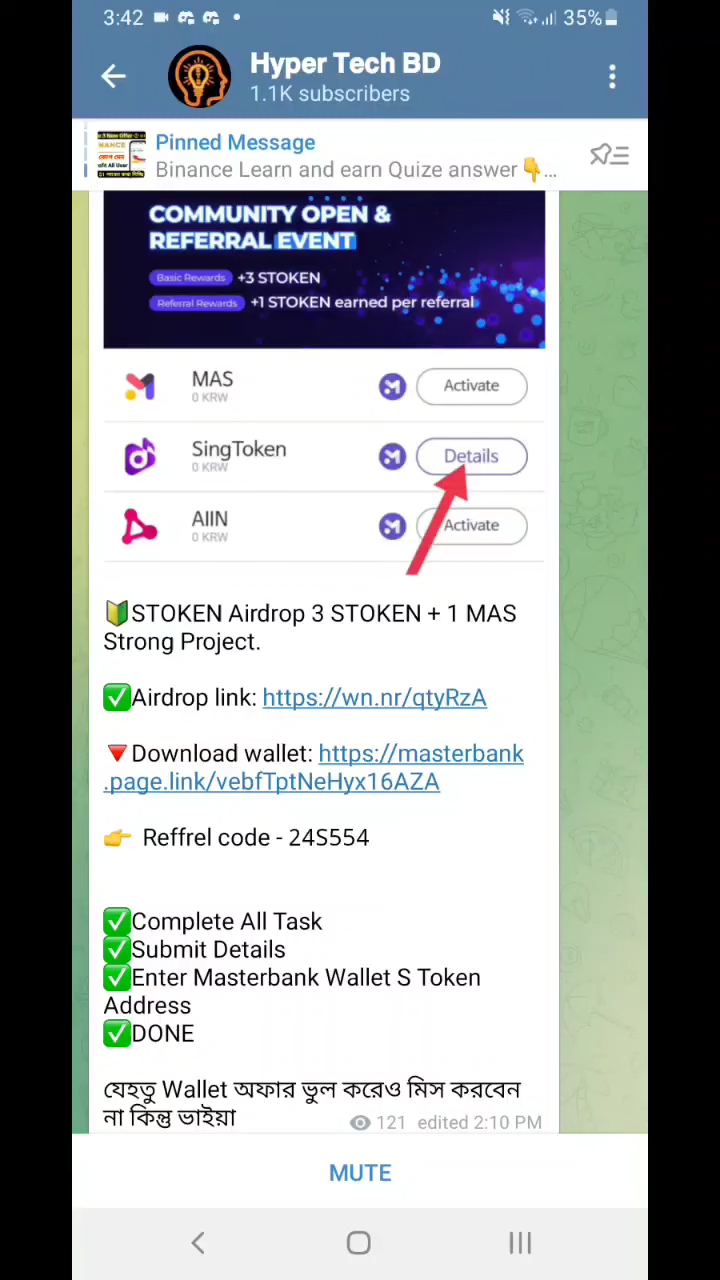 3:42
35%
Hyper Tech BD
1.1K subscribers
Pinned Message
Binance Learn and earn Quize answer👇...
COMMUNITY OPEN &
REFERRAL EVENT
Basic Rewards +3 STOKEN
Referral Rewards +1 STOKEN earned per referral
MAS
0 KRW
Activate
SingToken
0 KRW
Details
AIIN
0 KRW
Activate
🔰STOKEN Airdrop 3 STOKEN + 1 MAS
Strong Project.
✅Airdrop link: https://wn.nr/qtyRzA
🔻Download wallet: https://masterbank
.page.link/vebfTptNeHyx16AZA
👉 Reffrel code - 24S554
✅Complete All Task
✅Submit Details
✅Enter Masterbank Wallet S Token
Address
✅DONE
যেহতু Wallet অফার ভুল করেও মিস করবেন
না কিন্তু ভাইয়া
121 edited 2:10 PM
MUTE